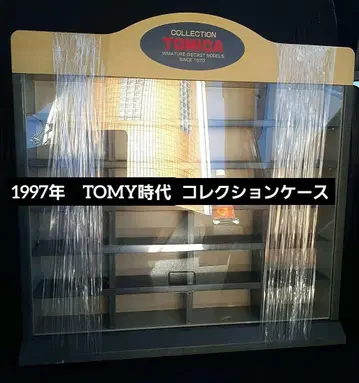 COLLECTION
TOMICA
MINIATURE DIECAST MODELS
SINCE 1970
1997年 TOMY時代 コレクションケース